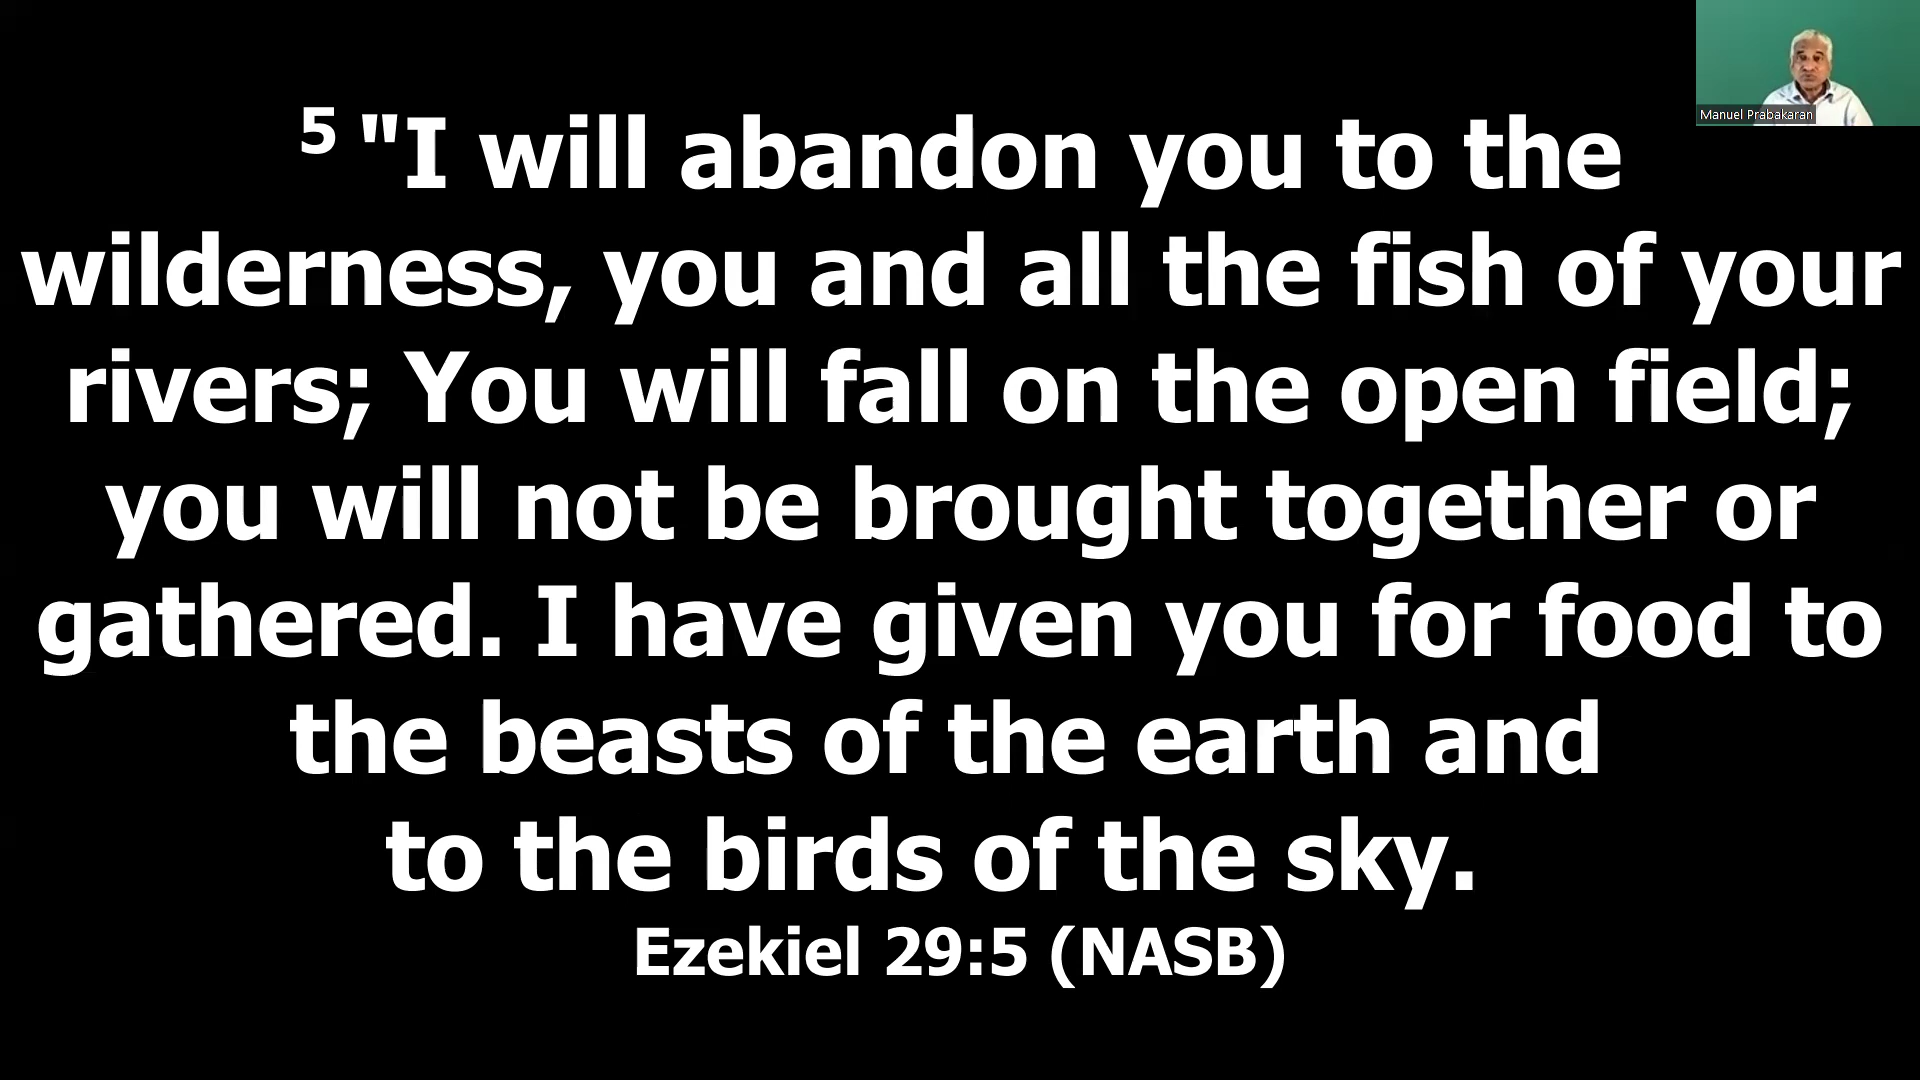 5 "I will abandon you to the
wilderness, you and all the fish of your
rivers; You will fall on the open field;
you will not be brought together or
gathered. I have given you for food to
the beasts of the earth and
to the birds of the sky.
Ezekiel 29:5 (NASB)
Manuel Prabakaran